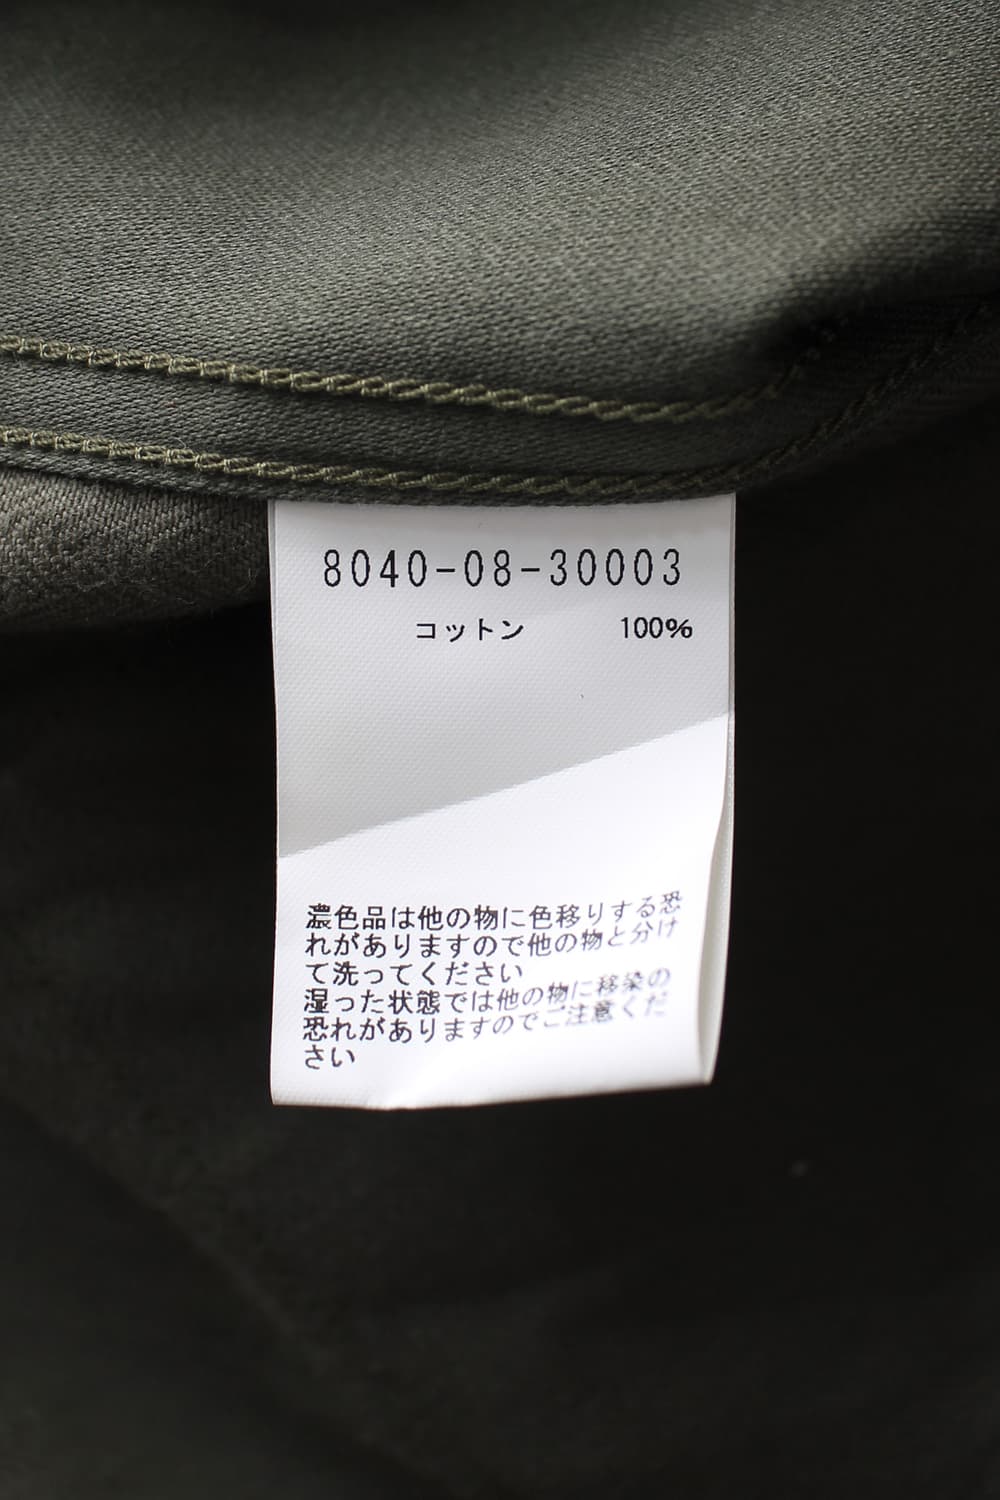 8040-08-30003
コットン 100%
濃色品は他の物に色移りする恐
れがありますので他の物と分け
て洗ってください
湿った状態では他の物に移染の
恐れがありますのでご注意くだ
さい